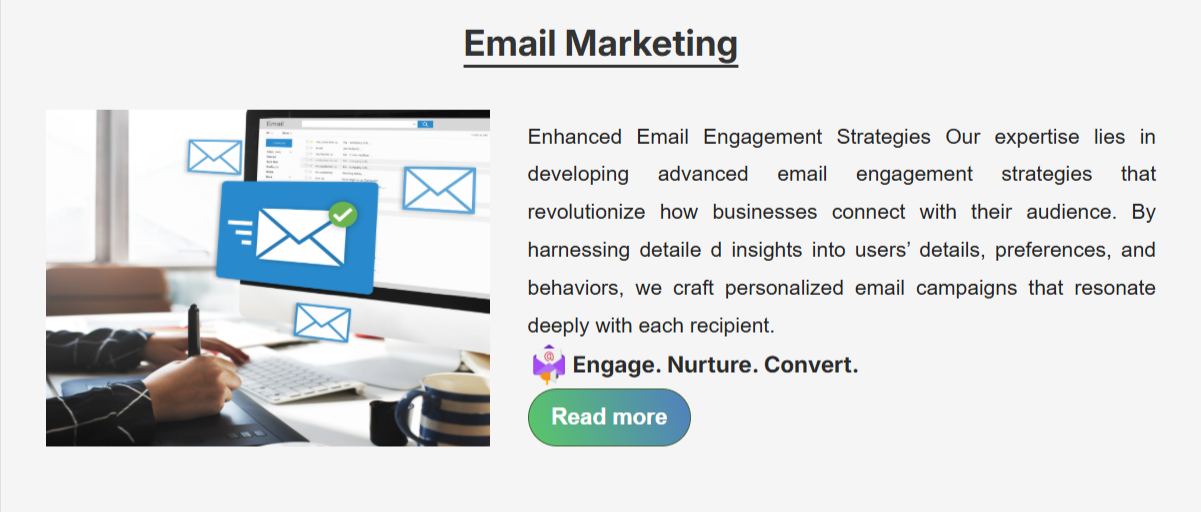 Email Marketing
Email
Enhanced Email Engagement Strategies Our expertise lies in
developing advanced email engagement strategies that
revolutionize how businesses connect with their audience. By
harnessing detaile d insights into users’ details, preferences, and
behaviors, we craft personalized email campaigns that resonate
deeply with each recipient.
@ Engage. Nurture. Convert.
Read more